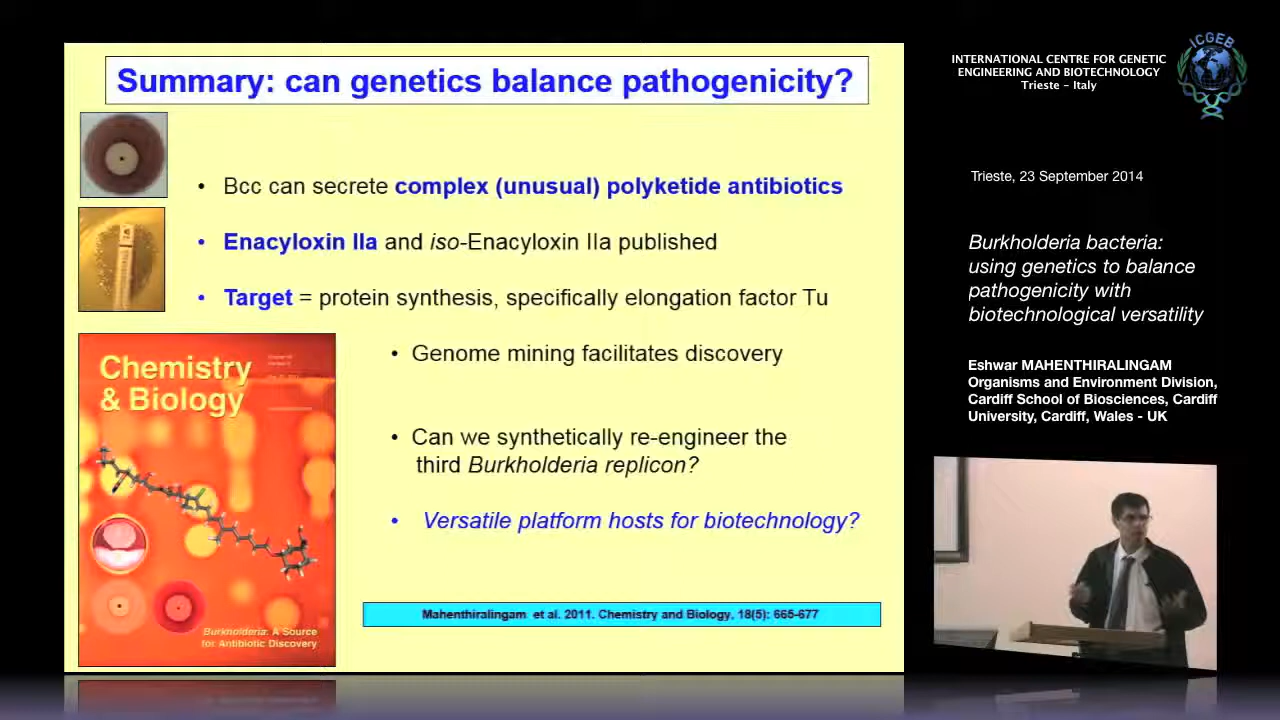 Summary: can genetics balance pathogenicity?
• Bcc can secrete complex (unusual) polyketide antibiotics
• Enacyloxin IIa and iso-Enacyloxin IIa published
• Target = protein synthesis, specifically elongation factor Tu
• Genome mining facilitates discovery
• Can we synthetically re-engineer the
third Burkholderia replicon?
• Versatile platform hosts for biotechnology?
Mahenthiralingam et al. 2011. Chemistry and Biology, 18(5): 665-677
Chemistry
& Biology
Burkholderia: A Source
for Antibiotic Discovery
INTERNATIONAL CENTRE FOR GENETIC
ENGINEERING AND BIOTECHNOLOGY
Trieste - Italy
ICGEB
Trieste, 23 September 2014
Burkholderia bacteria:
using genetics to balance
pathogenicity with
biotechnological versatility
Eshwar MAHENTHIRALINGAM
Organisms and Environment Division,
Cardiff School of Biosciences, Cardiff
University, Cardiff, Wales - UK